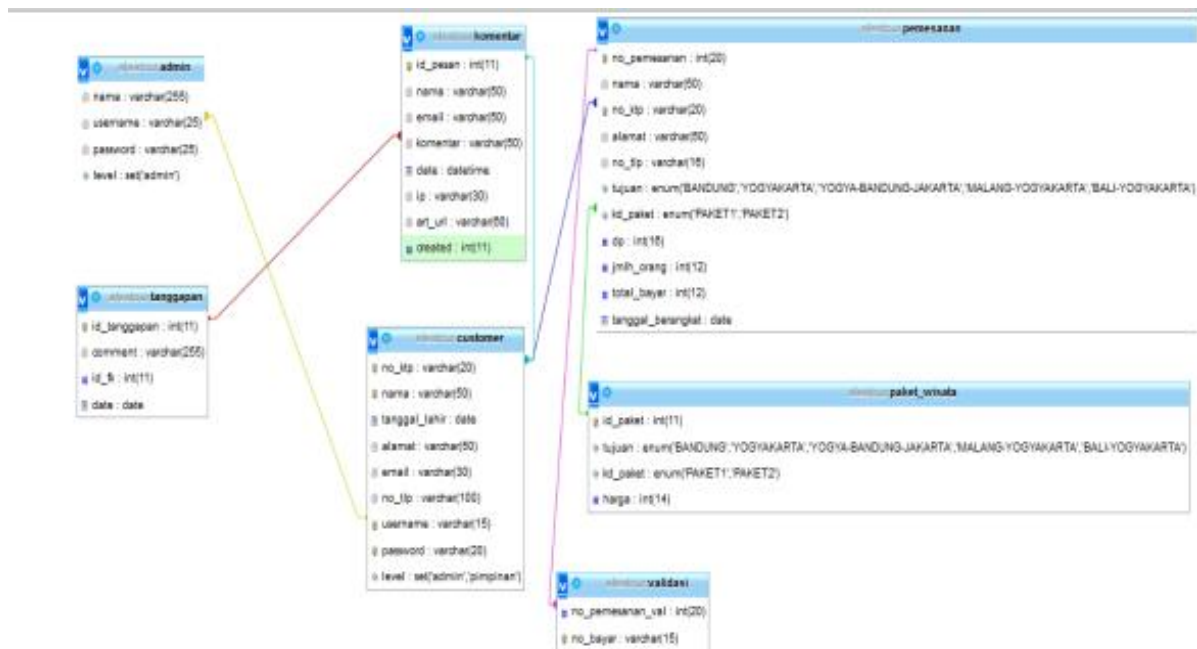 admin
nama : varchar(255)
username : varchar(25)
password : varchar(25)
level : set('admin')
komentar
id_pesan : int(11)
nama : varchar(50)
email : varchar(50)
komentar : varchar(50)
date : datetime
ip : varchar(30)
art_url : varchar(50)
created : int(11)
pemesanan
no_pemesanan : int(20)
nama : varchar(50)
no_ktp : varchar(20)
alamat : varchar(50)
no_tlp : varchar(16)
tujuan : enum('BANDUNG','YOGYAKARTA','YOGYA-BANDUNG-JAKARTA','MALANG-YOGYAKARTA','BALI-YOGYAKARTA')
kd_paket : enum('PAKET1','PAKET2')
dp : int(16)
jmlh_orang : int(12)
total_bayar : int(12)
tanggal_berangkat : date
tanggapan
id_tanggapan : int(11)
comment : varchar(255)
id_fk : int(11)
date : date
customer
no_ktp : varchar(20)
nama : varchar(50)
tanggal_lahir : date
alamat : varchar(50)
email : varchar(30)
no_tlp : varchar(100)
username : varchar(15)
password : varchar(20)
level : set('admin','pimpinan')
paket_wisata
id_paket : int(11)
tujuan : enum('BANDUNG','YOGYAKARTA','YOGYA-BANDUNG-JAKARTA','MALANG-YOGYAKARTA','BALI-YOGYAKARTA')
kd_paket : enum('PAKET1','PAKET2')
harga : int(14)
validasi
no_pemesanan_val : int(20)
no_bayar : varchar(15)